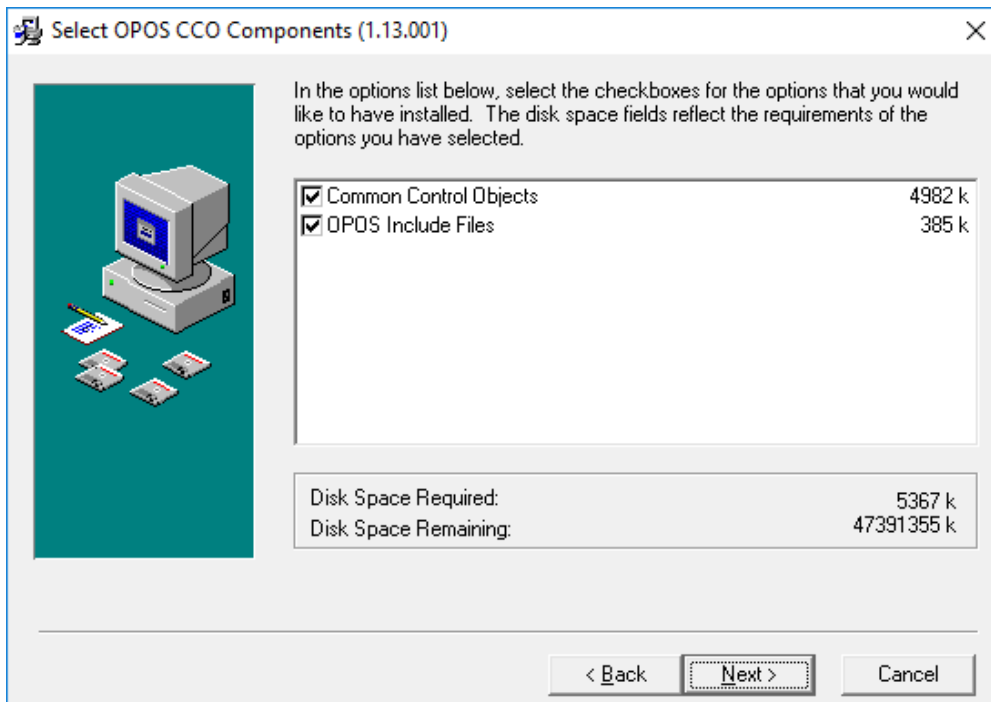 Select OPOS CCO Components (1.13.001)
In the options list below, select the checkboxes for the options that you would
like to have installed.  The disk space fields reflect the requirements of the
options you have selected.
Common Control Objects 4982 k
OPOS Include Files 385 k
Disk Space Required: 5367 k
Disk Space Remaining: 47391355 k
< Back Next > Cancel